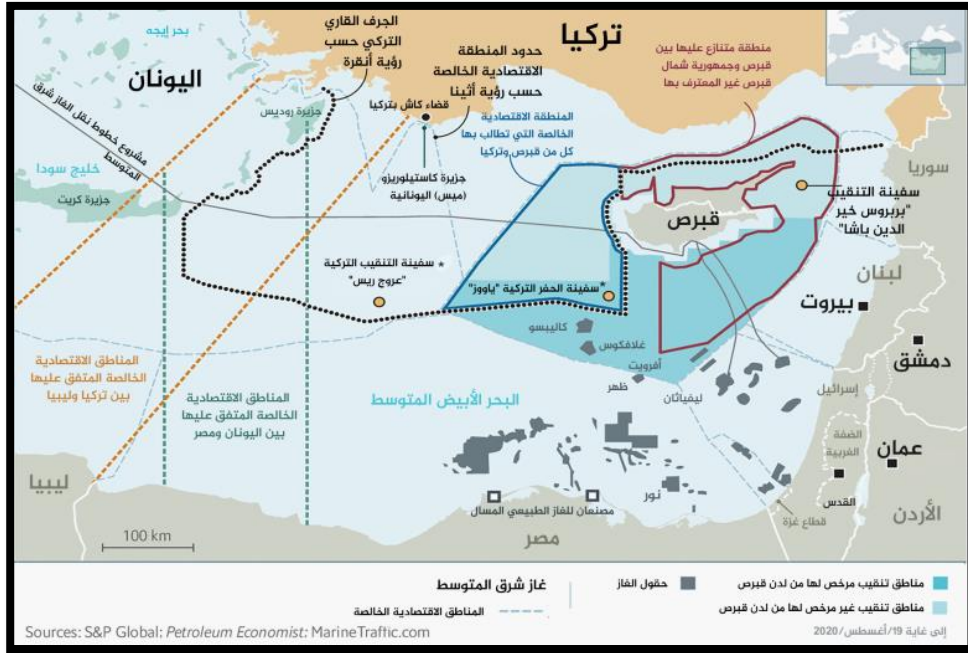 بحر إيجه
اليونان
الجرف القاري
التركي حسب
رؤية أنقرة
حدود المنطقة
الاقتصادية الخالصة
حسب رؤية أثينا
تركيا
منطقة متنازع عليها بين
قبرص وجمهورية شمال
قبرص غير المعترف بها
جزيرة روديس
قضاء كاش بتركيا
المنطقة الاقتصادية
الخالصة التي تطالب بها
كل من قبرص وتركيا
مشروع خطوط نقل الغاز شرق
المتوسط
خليج سودا
جزيرة كريت
جزيرة كاستيلوريزو
(ميس) اليونانية
قبرص
سفينة التنقيب
"بربروس خير
الدين باشا"
سوريا
* سفينة التنقيب التركية
"عروج ريس"
*سفينة الحفر التركية "ياووز"
لبنان
بيروت
دمشق
كاليبسو
غلافكوس
أفروديت
ظهر
ليفياثان
إسرائيل
المناطق الاقتصادية
الخالصة المتفق عليها
بين تركيا وليبيا
المناطق الاقتصادية
الخالصة المتفق عليها
بين اليونان ومصر
البحر الأبيض المتوسط
الضفة
الغربية
عمان
القدس
الأردن
قطاع غزة
نور
مصنعان للغاز الطبيعي المسال
مصر
ليبيا
100 km
غاز شرق المتوسط
المناطق الاقتصادية الخالصة
حقول الغاز
مناطق تنقيب مرخص لها من لدن قبرص
مناطق تنقيب غير مرخص لها من لدن قبرص
إلى غاية 19/أغسطس/2020
Sources: S&P Global: Petroleum Economist: MarineTraffic.com